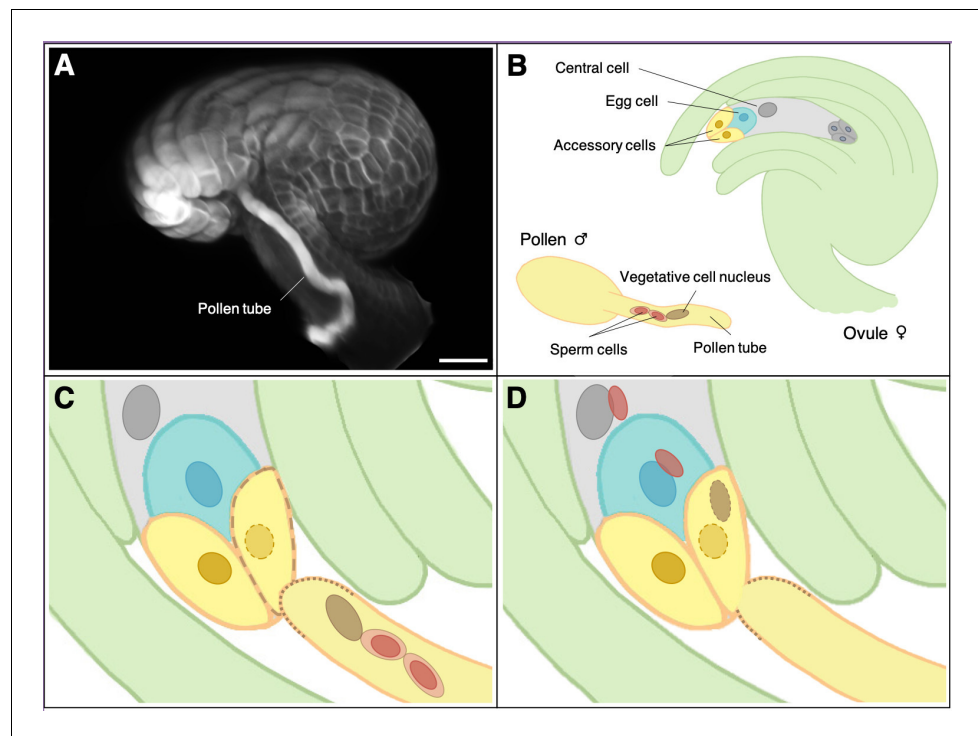 A
Pollen tube
B
Central cell
Egg cell
Accessory cells
Pollen ♂
Vegetative cell nucleus
Sperm cells
Pollen tube
Ovule ♀
C
D